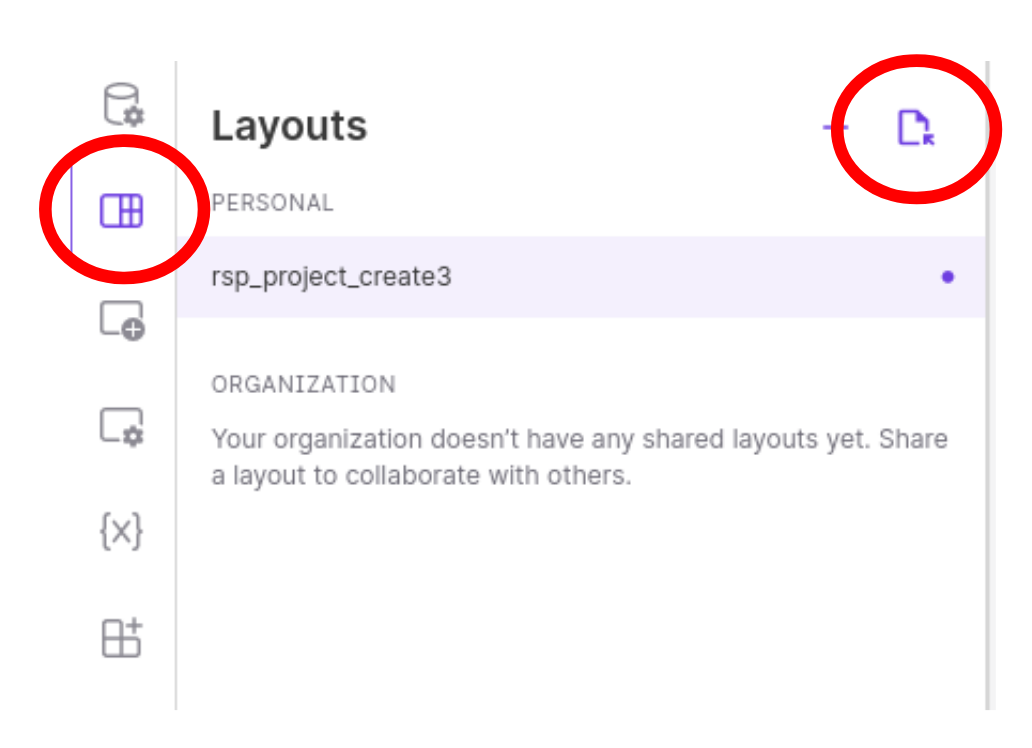 Layouts
PERSONAL
rsp_project_create3
ORGANIZATION
Your organization doesn't have any shared layouts yet. Share
a layout to collaborate with others.
{x}